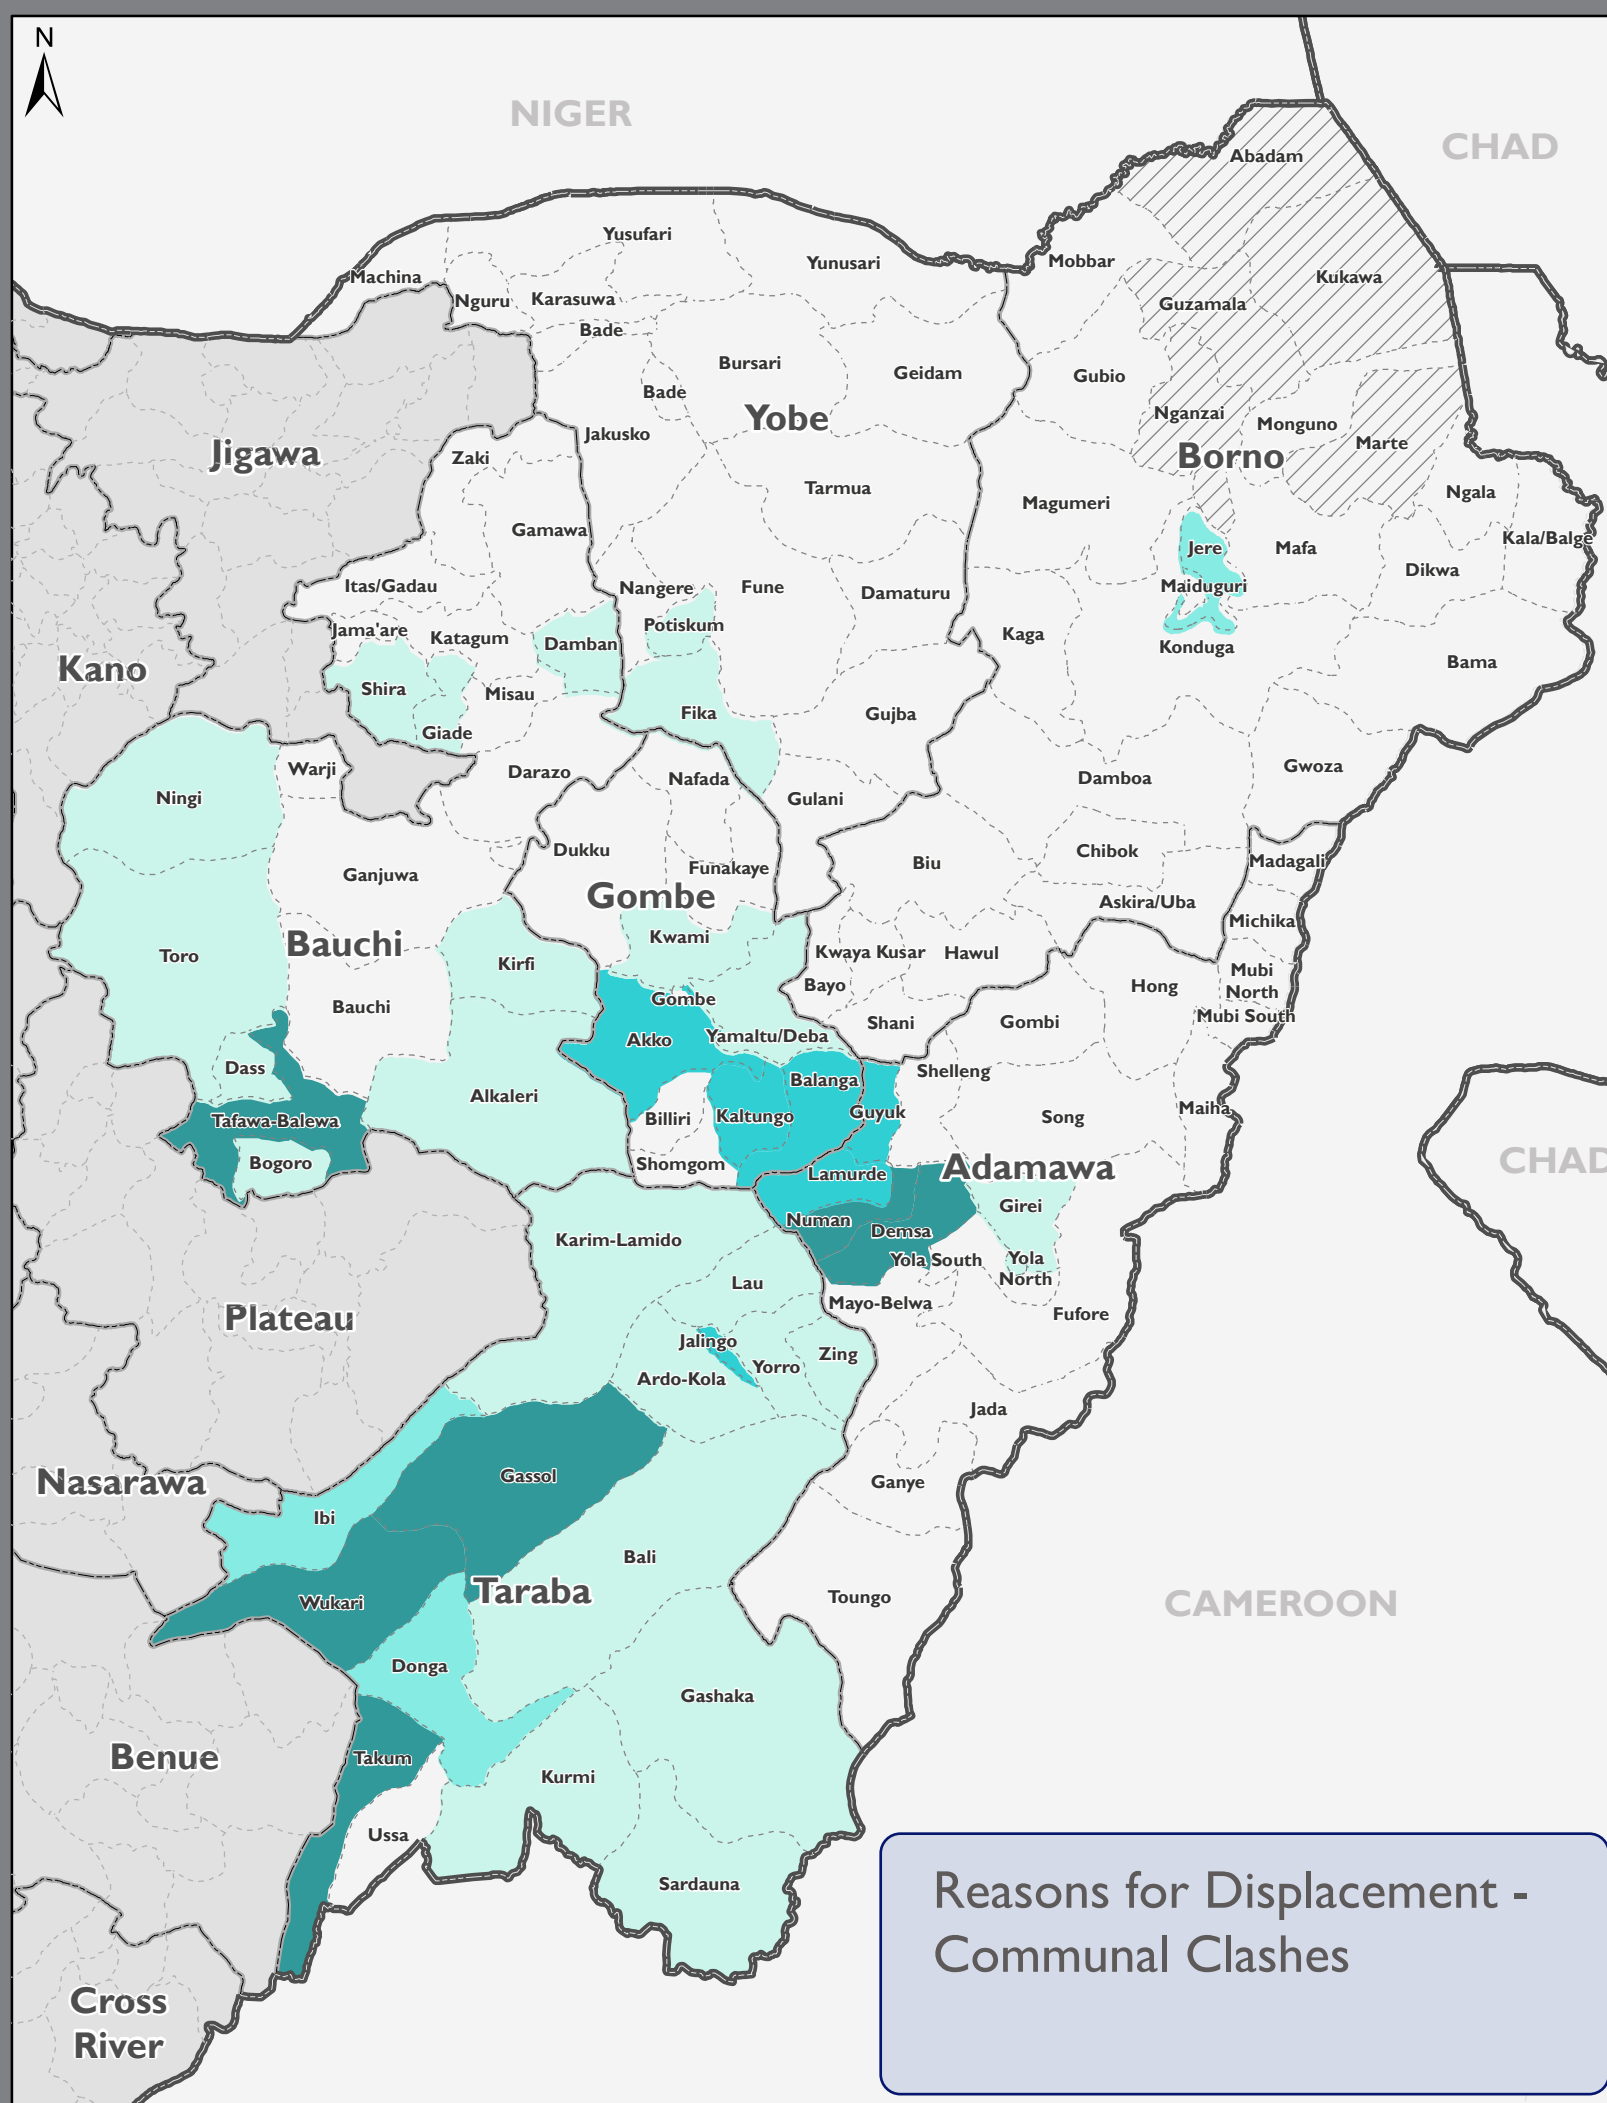 N
NIGER
CHAD
Abadam
Yusufari
Yunusari
Mobbar
Machina
Kukawa
Nguru
Karasuwa
Guzamala
Bade
Bursari
Geidam
Gubio
Bade
Yobe
Nganzai
Monguno
Jakusko
Marte
Jigawa
Zaki
Borno
Tarmua
Ngala
Magumeri
Gamawa
Kala/Balge
Jere
Mafa
Dikwa
Itas/Gadau
Nangere
Fune
Damaturu
Maiduguri
Jama'are
Katagum
Potiskum
Kaga
Damban
Konduga
Kano
Bama
Shira
Misau
Fika
Gujba
Giade
Warji
Darazo
Nafada
Damboa
Gwoza
Ningi
Gulani
Dukku
Chibok
Madagali
Biu
Ganjuwa
Funakaye
Gombe
Askira/Uba
Michika
Bauchi
Kwami
Toro
Kirfi
Kwaya Kusar
Hawul
Mubi
North
Bayo
Hong
Bauchi
Gombe
Mubi South
Shani
Gombi
Akko
Yamaltu/Deba
Dass
Shelleng
Balanga
Alkaleri
Maiha
Guyuk
Tafawa-Balewa
Billiri
Kaltungo
Song
Bogoro
Shomgom
Adamawa
CHAD
Lamurde
Girei
Numan
Demsa
Karim-Lamido
Yola South
Yola
North
Lau
Mayo-Belwa
Fufore
Plateau
Jalingo
Zing
Yorro
Ardo-Kola
Jada
Nasarawa
Gassol
Ganye
Ibi
Bali
Taraba
Toungo
CAMEROON
Wukari
Donga
Gashaka
Benue
Takum
Kurmi
Ussa
Sardauna
Reasons for Displacement -
Communal Clashes
Cross
River